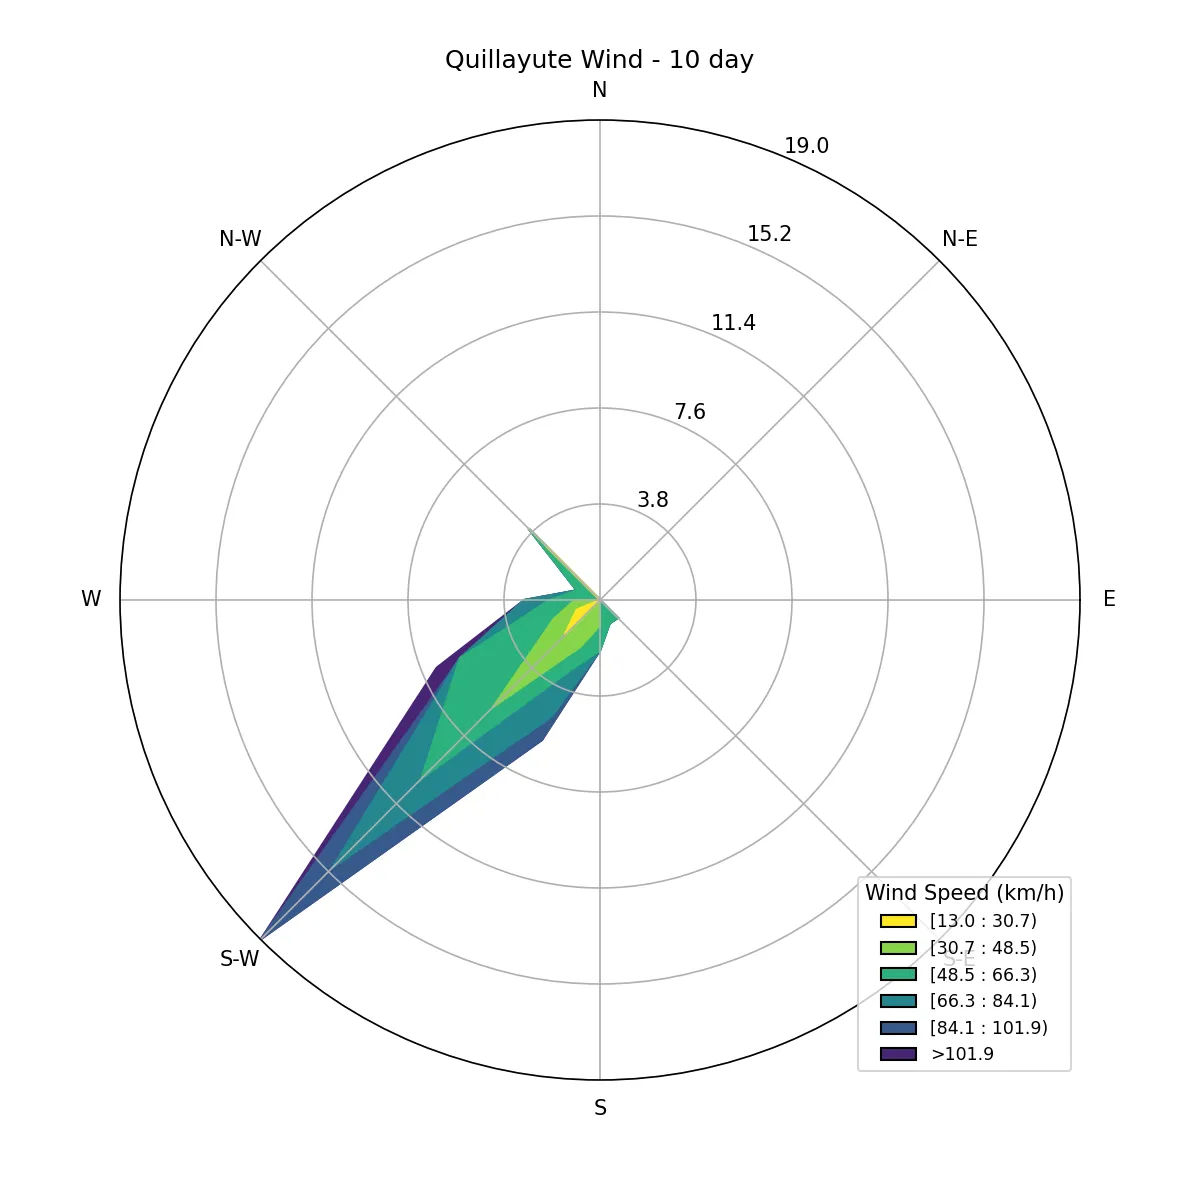 Quillayute Wind - 10 day
N
19.0
15.2
N-W
N-E
11.4
7.6
3.8
W
E
Wind Speed (km/h)
[13.0 : 30.7)
[30.7 : 48.5)
S-W
S-E
[48.5 : 66.3)
[66.3 : 84.1)
[84.1 : 101.9)
>101.9
S